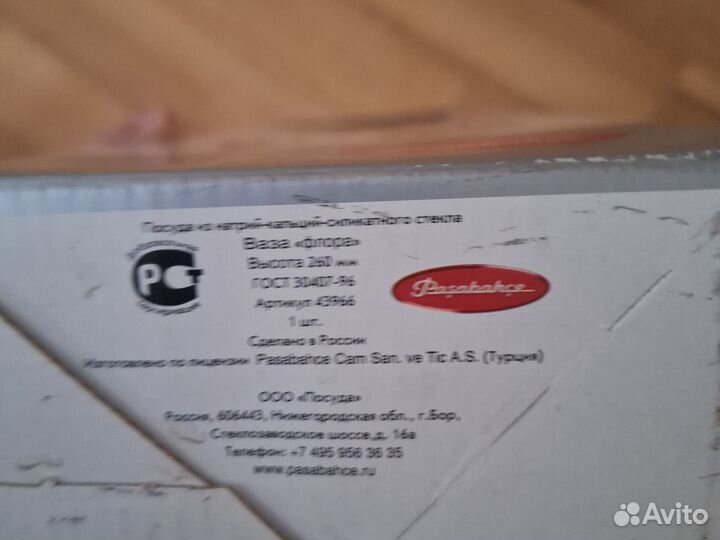 Посуда из натрий-кальций-силикатного стекла
Ваза «флора»
Высота 260 мм
ГОСТ 30407-96
Артикул 43966
1 шт.
Сделано в России
Изготовлено по лицензии Pasabahce Cam San. ve Tic A.S. (Турция)
ООО «Посуда»
Россия, 606443, Нижегородская обл., г.Бор,
Стеклозаводское шоссе,д. 16а
Телефон: +7 495 956 36 35
www.pasabahce.ru
РСТ
Paşabahçe
Avito